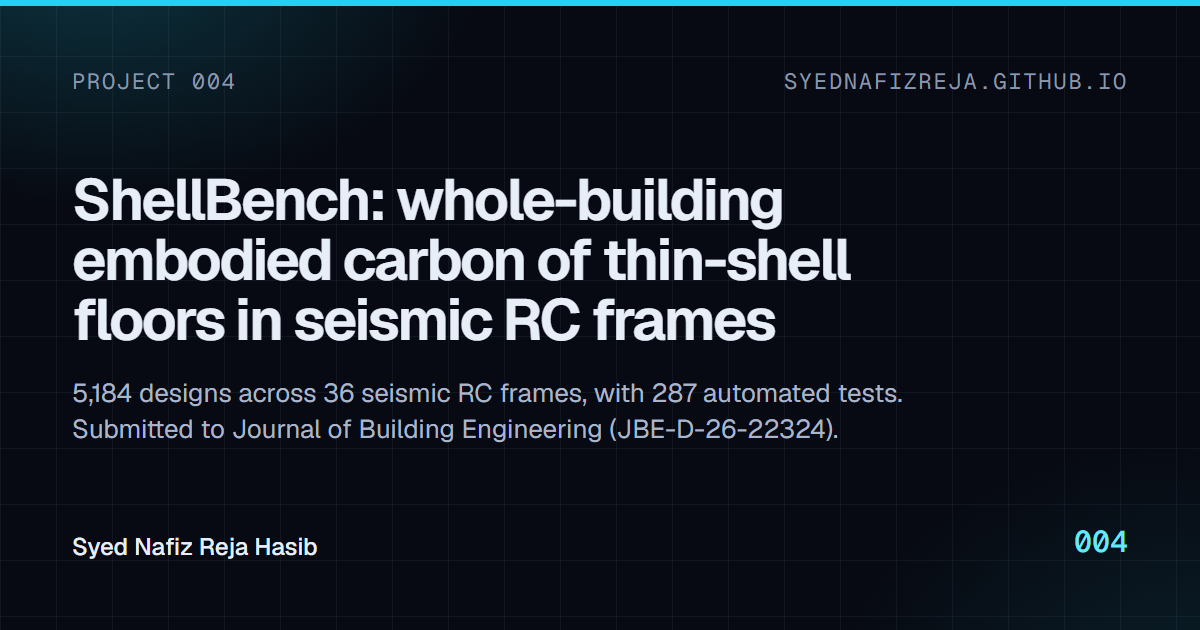 PROJECT 004
SYEDNAFIZREJA.GITHUB.IO
ShellBench: whole-building
embodied carbon of thin-shell
floors in seismic RC frames
5,184 designs across 36 seismic RC frames, with 287 automated tests.
Submitted to Journal of Building Engineering (JBE-D-26-22324).
Syed Nafiz Reja Hasib
004